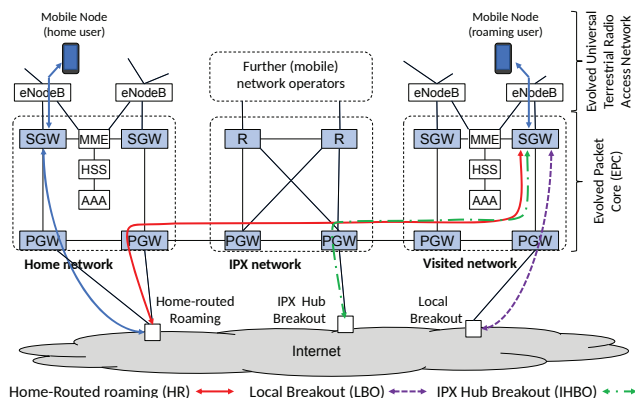 Mobile Node
(home user)
Mobile Node
(roaming user)
Evolved Universal
Terrestrial Radio
Access Network
eNodeB
eNodeB
Further (mobile)
network operators
eNodeB
eNodeB
SGW
MME
SGW
R
R
SGW
MME
SGW
HSS
HSS
AAA
AAA
Evolved Packet
Core (EPC)
PGW
PGW
PGW
PGW
PGW
PGW
Home network
IPX network
Visited network
Home-routed
Roaming
IPX Hub
Breakout
Local
Breakout
Internet
Home-Routed roaming (HR)
Local Breakout (LBO)
IPX Hub Breakout (IHBO)